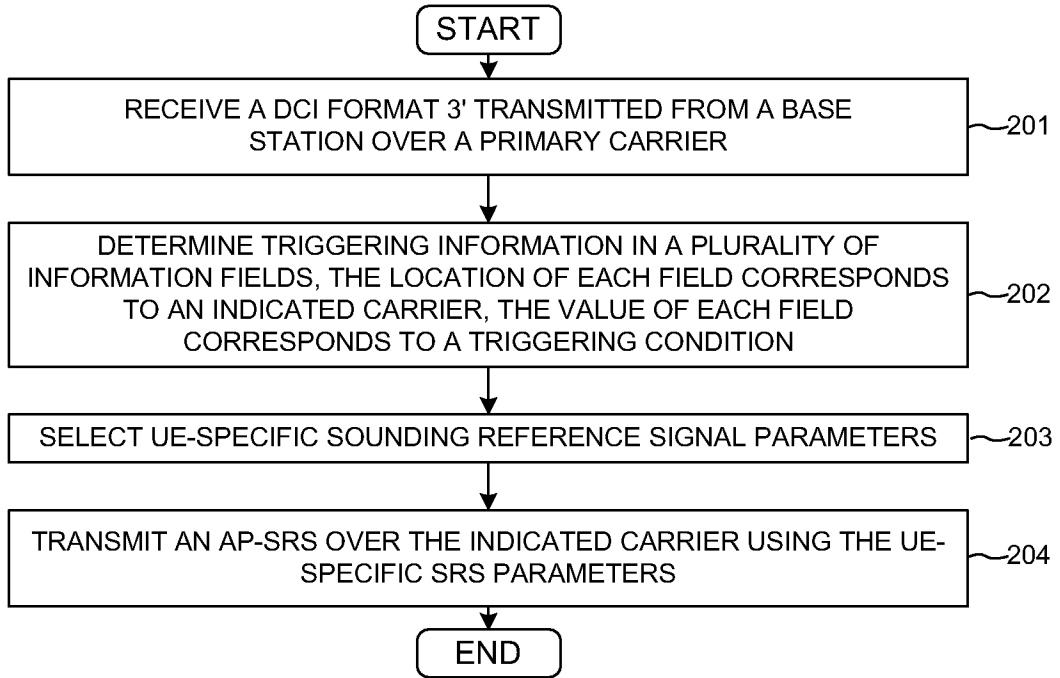 START
RECEIVE A DCI FORMAT 3' TRANSMITTED FROM A BASE
STATION OVER A PRIMARY CARRIER
201
DETERMINE TRIGGERING INFORMATION IN A PLURALITY OF
INFORMATION FIELDS, THE LOCATION OF EACH FIELD CORRESPONDS
TO AN INDICATED CARRIER, THE VALUE OF EACH FIELD
CORRESPONDS TO A TRIGGERING CONDITION
202
SELECT UE-SPECIFIC SOUNDING REFERENCE SIGNAL PARAMETERS
203
TRANSMIT AN AP-SRS OVER THE INDICATED CARRIER USING THE UE-
SPECIFIC SRS PARAMETERS
204
END